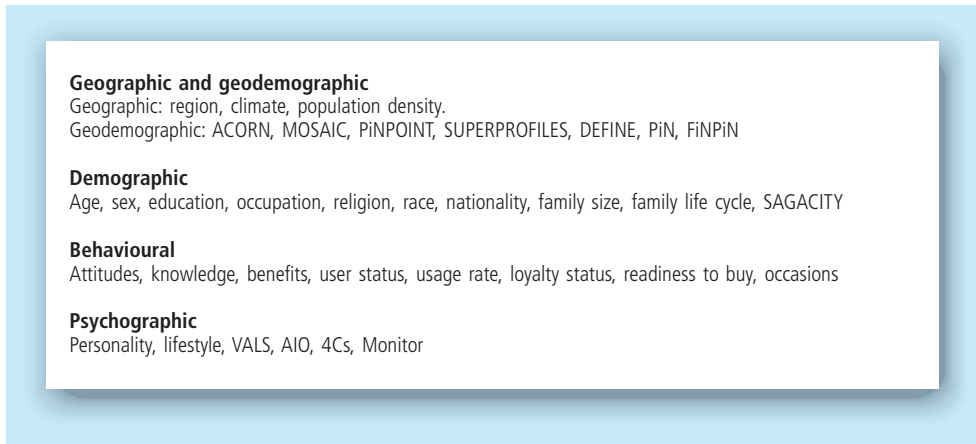 Geographic and geodemographic
Geographic: region, climate, population density.
Geodemographic: ACORN, MOSAIC, PiNPOINT, SUPERPROFILES, DEFINE, PiN, FiNPiN
Demographic
Age, sex, education, occupation, religion, race, nationality, family size, family life cycle, SAGACITY
Behavioural
Attitudes, knowledge, benefits, user status, usage rate, loyalty status, readiness to buy, occasions
Psychographic
Personality, lifestyle, VALS, AIO, 4Cs, Monitor